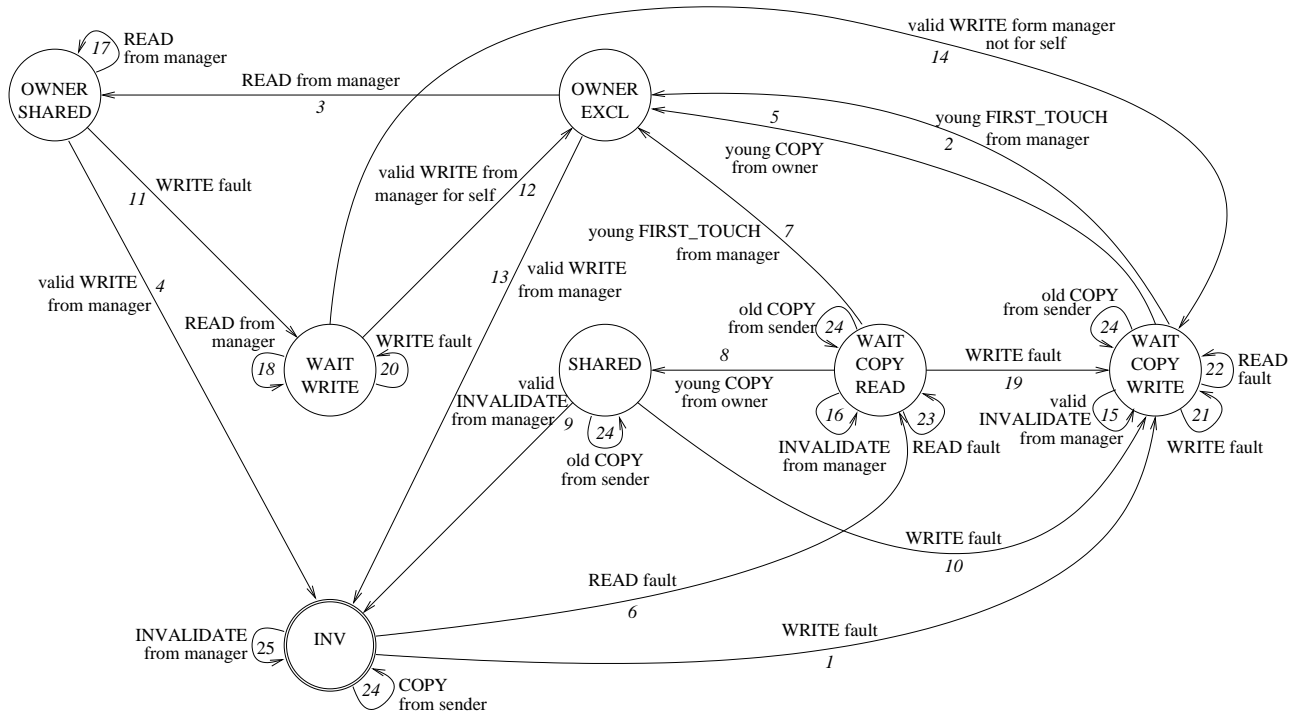 valid WRITE form manager
not for self
14
17
READ
from manager
OWNER
SHARED
READ from manager
3
OWNER
EXCL
5
young FIRST_TOUCH
from manager
2
young COPY
from owner
11
WRITE fault
valid WRITE from
manager for self
12
young FIRST_TOUCH
from manager
7
valid WRITE
from manager
4
13
valid WRITE
from manager
READ from
manager
18
WAIT
WRITE
WRITE fault
20
SHARED
valid
INVALIDATE
from manager
9
24
old COPY
from sender
8
young COPY
from owner
old COPY
from sender
24
WAIT
COPY
READ
16
INVALIDATE
from manager
23
READ fault
WRITE fault
19
old COPY
from sender
24
WAIT
COPY
WRITE
22
READ
fault
valid
INVALIDATE
from manager
15
21
WRITE fault
WRITE fault
10
READ fault
6
WRITE fault
1
INVALIDATE
from manager
25
INV
24
COPY
from sender